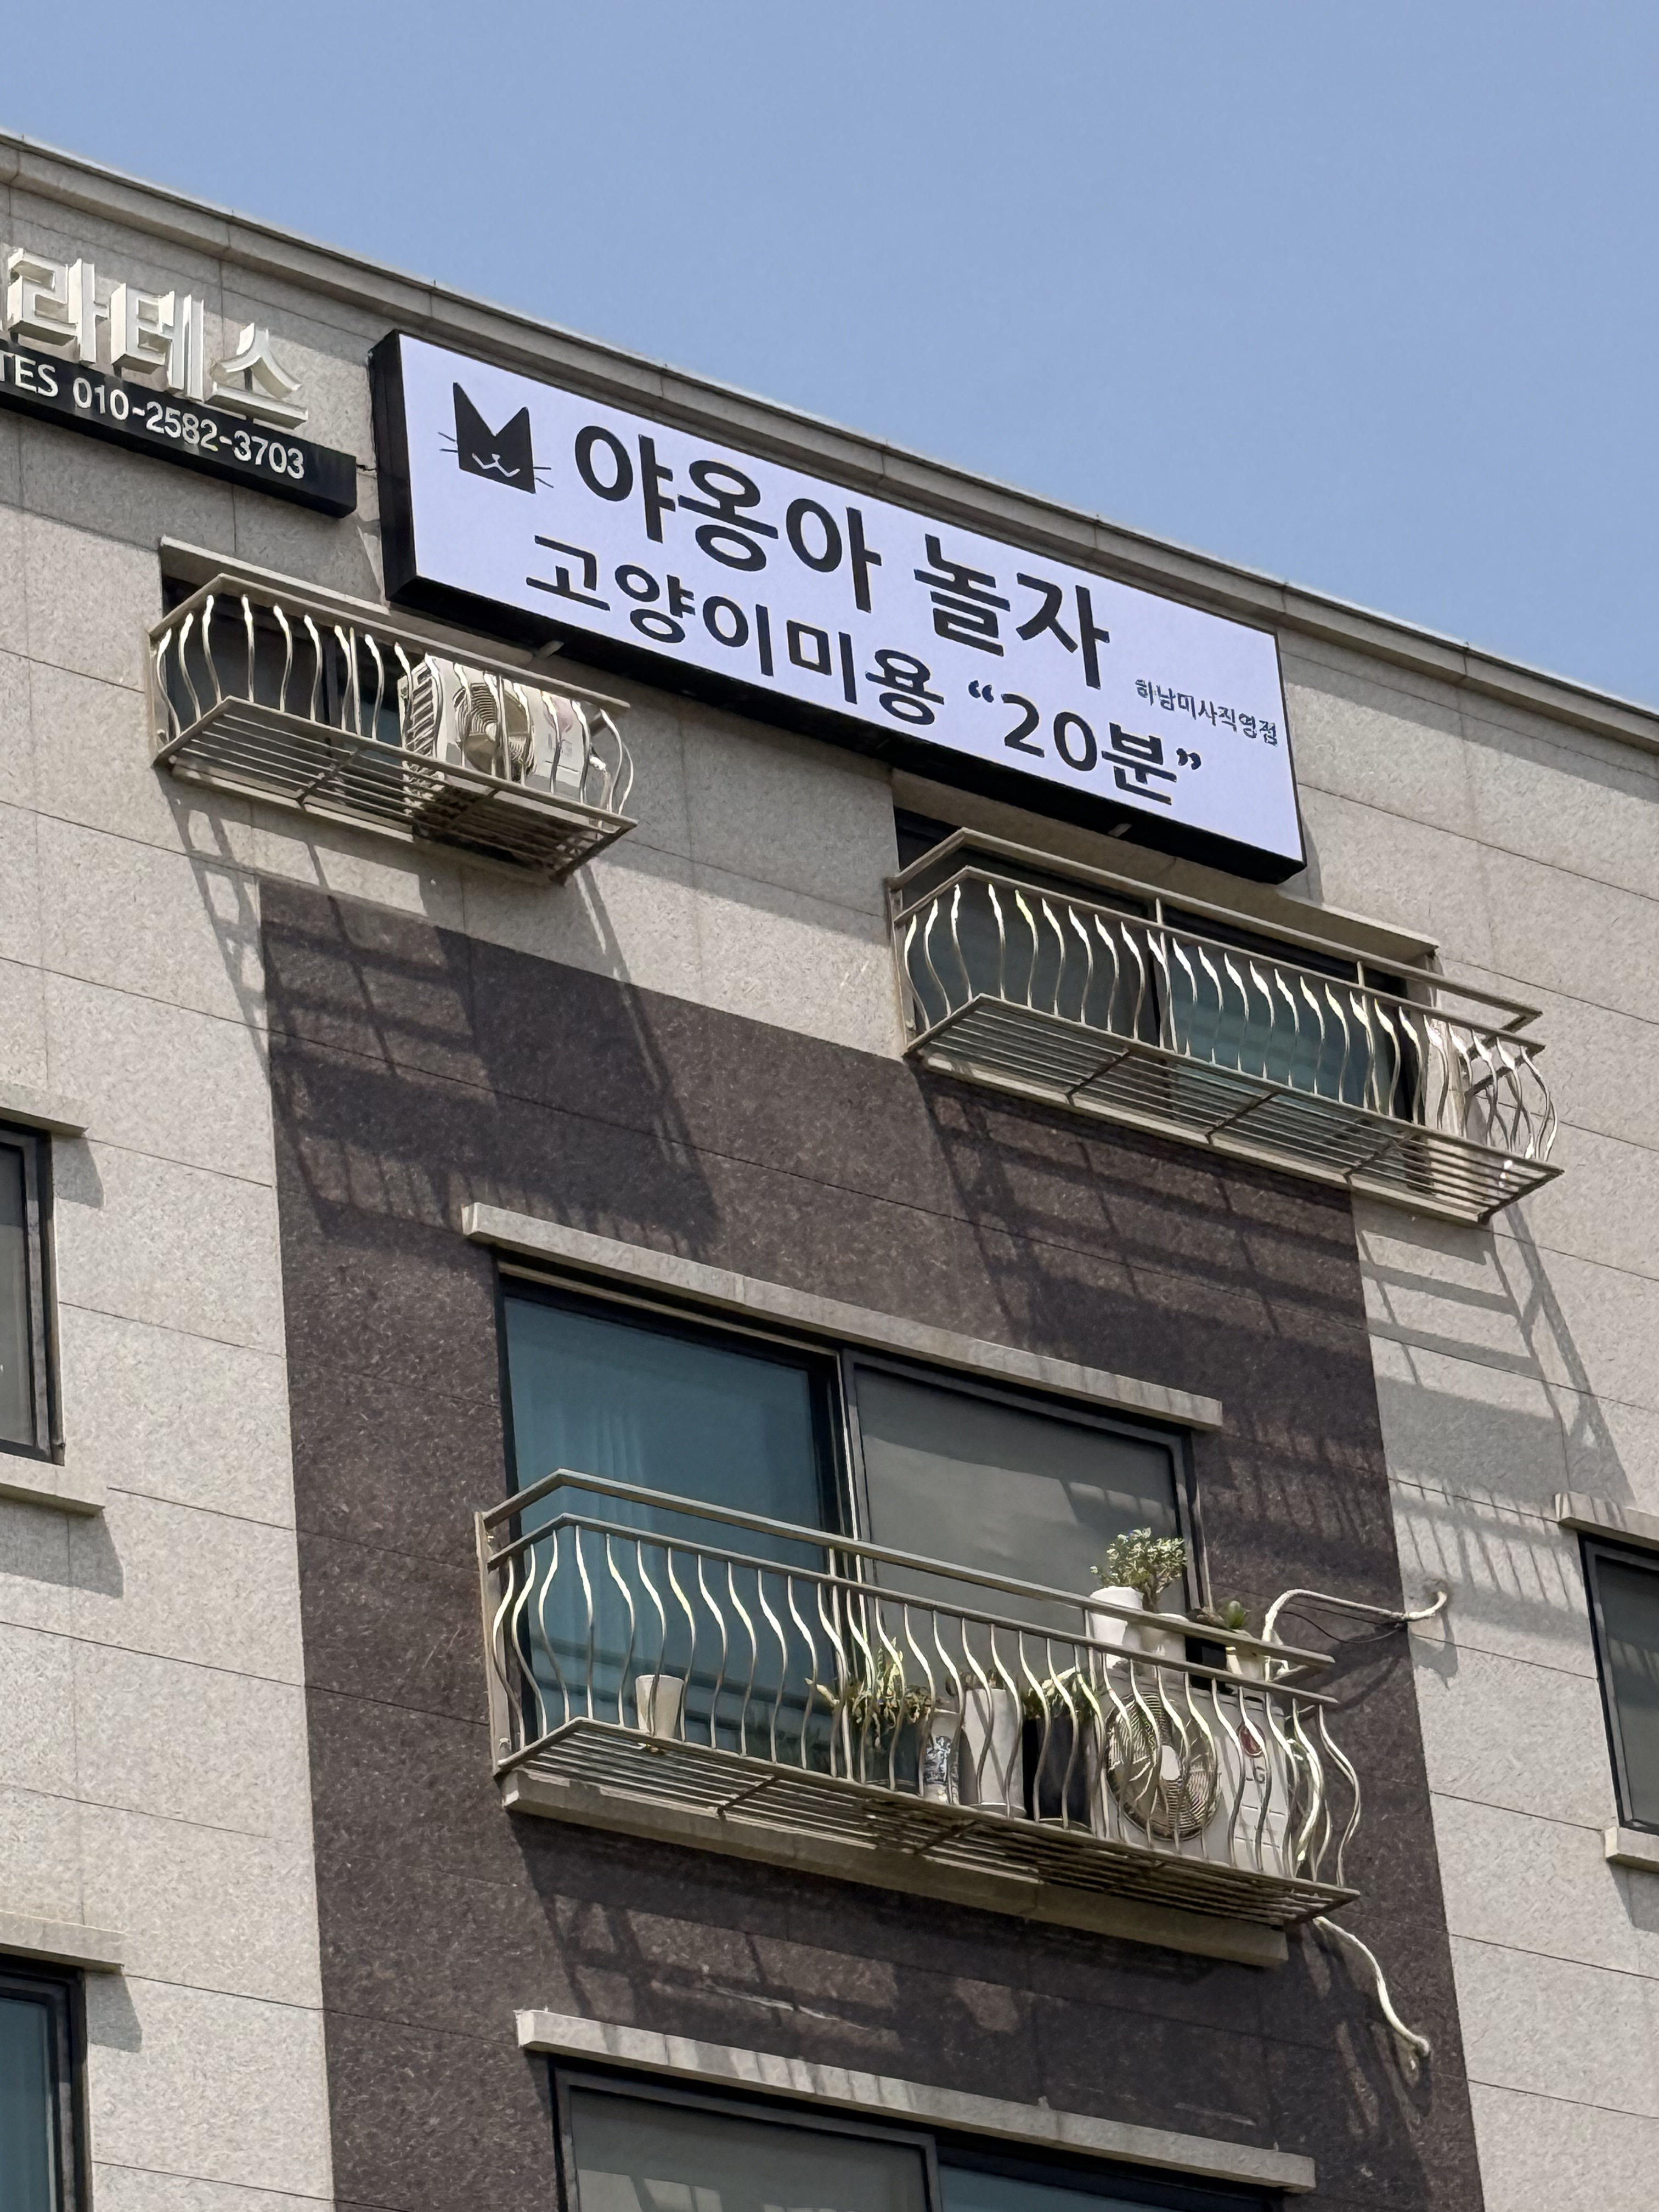 라테스
TES 010-2582-3703
야옹아 놀자
하남미사직영점
고양이미용 “20분”
LG